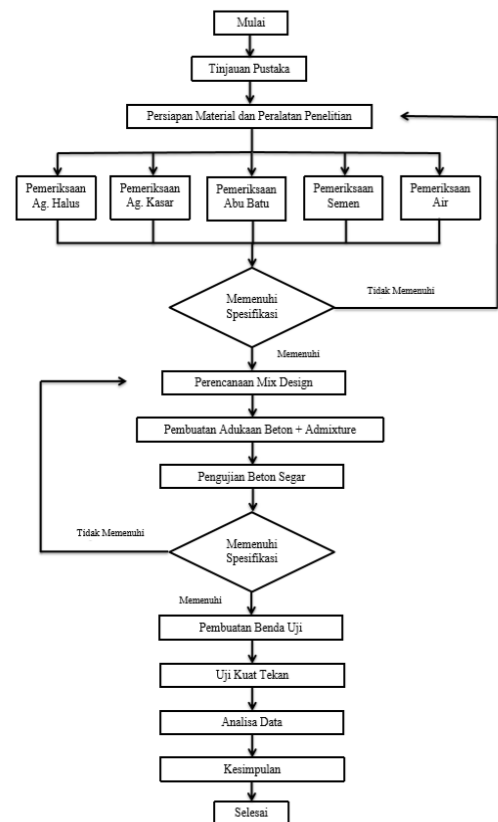 Mulai
Tinjauan Pustaka
Persiapan Material dan Peralatan Penelitian
Pemeriksaan
Ag. Halus
Pemeriksaan
Ag. Kasar
Pemeriksaan
Abu Batu
Pemeriksaan
Semen
Pemeriksaan
Air
Memenuhi
Spesifikasi
Tidak Memenuhi
Memenuhi
Perencanaan Mix Design
Pembuatan Adukaan Beton + Admixture
Pengujian Beton Segar
Tidak Memenuhi
Memenuhi
Spesifikasi
Memenuhi
Pembuatan Benda Uji
Uji Kuat Tekan
Analisa Data
Kesimpulan
Selesai